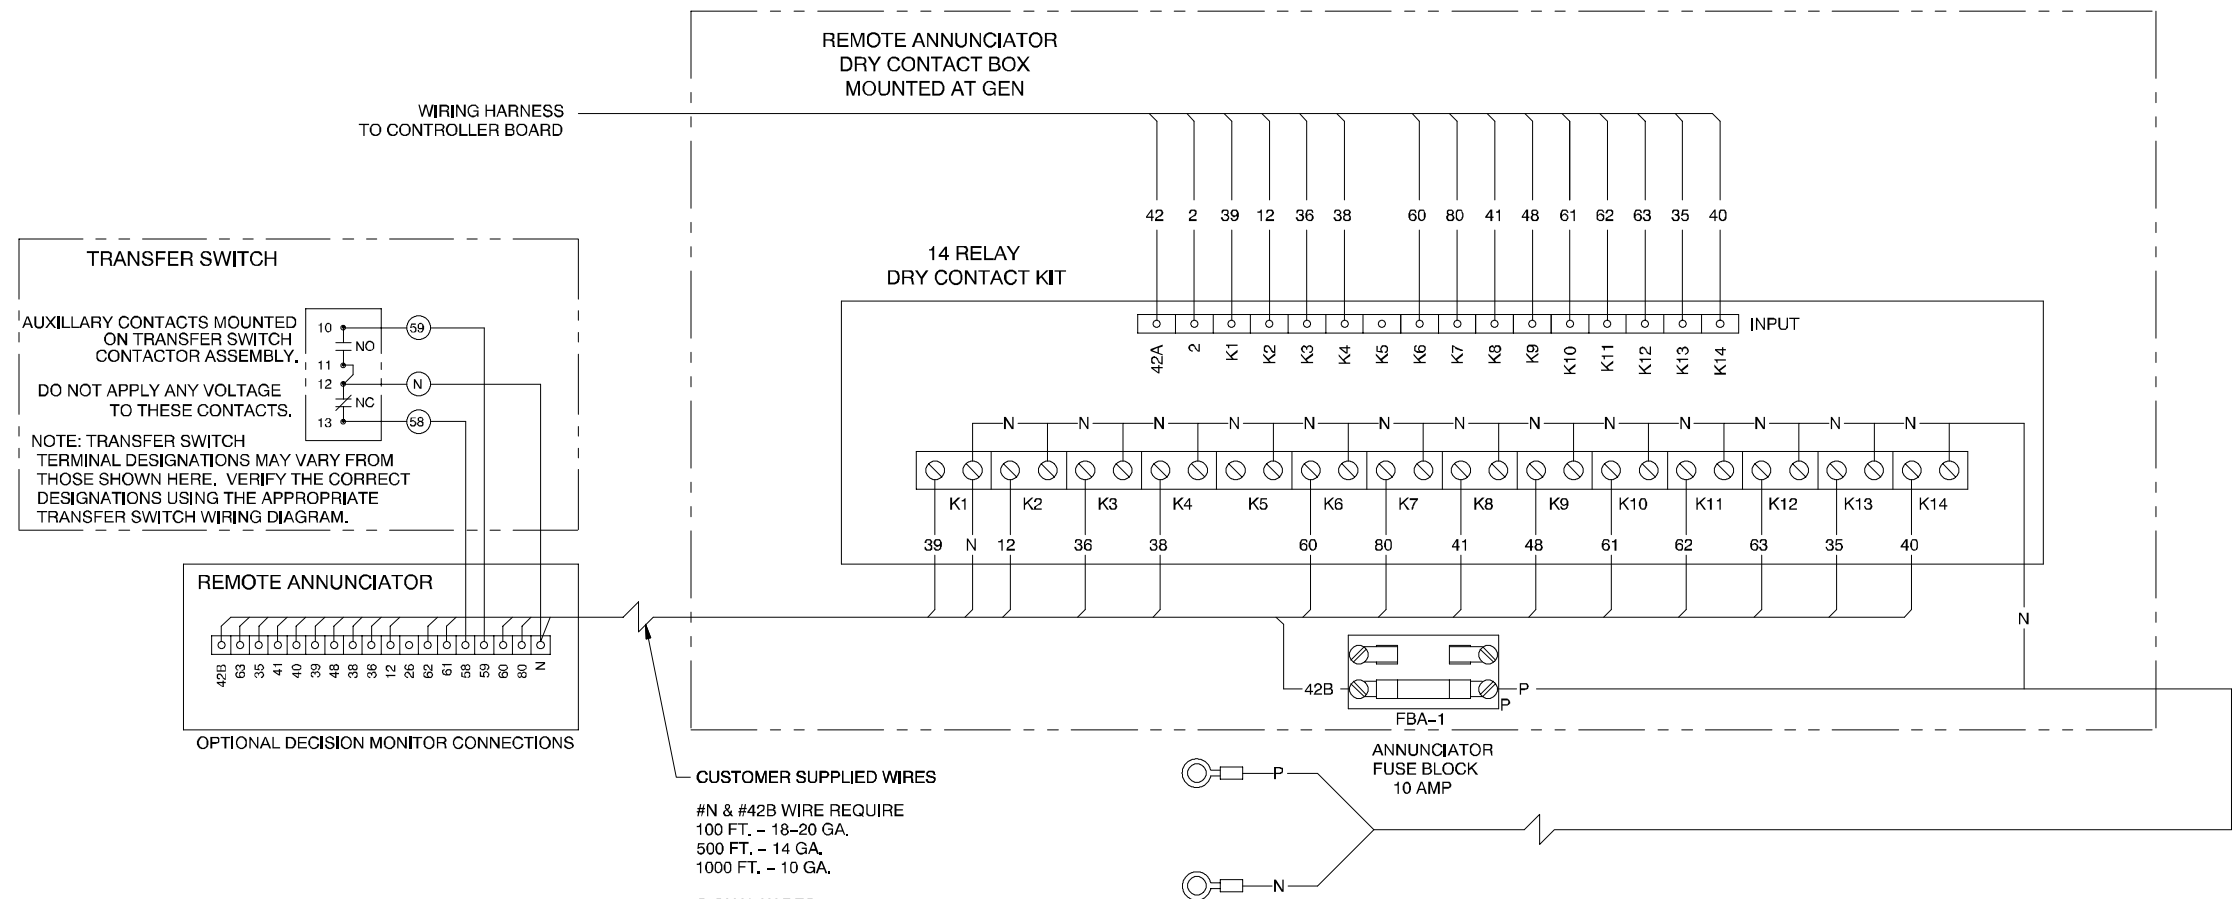 REMOTE ANNUNCIATOR
DRY CONTACT BOX
MOUNTED AT GEN
WIRING HARNESS
TO CONTROLLER BOARD
42 2 39 12 36 38 60 80 41 48 61 62 63 35 40
14 RELAY
DRY CONTACT KIT
INPUT
42A 2 K1 K2 K3 K4 K5 K6 K7 K8 K9 K10 K11 K12 K13 K14
N N N N N N N N N N N N N
K1 K2 K3 K4 K5 K6 K7 K8 K9 K10 K11 K12 K13 K14
39 N 12 36 38 60 80 41 48 61 62 63 35 40
N
TRANSFER SWITCH
AUXILLARY CONTACTS MOUNTED
ON TRANSFER SWITCH
CONTACTOR ASSEMBLY.
DO NOT APPLY ANY VOLTAGE
TO THESE CONTACTS.
10 59
NO
11
12 N
NC
13 58
NOTE: TRANSFER SWITCH
TERMINAL DESIGNATIONS MAY VARY FROM
THOSE SHOWN HERE. VERIFY THE CORRECT
DESIGNATIONS USING THE APPROPRIATE
TRANSFER SWITCH WIRING DIAGRAM.
REMOTE ANNUNCIATOR
42B 63 35 41 40 39 48 38 36 12 26 62 61 58 59 60 80 N
OPTIONAL DECISION MONITOR CONNECTIONS
42B P
P
FBA-1
ANNUNCIATOR
FUSE BLOCK
10 AMP
CUSTOMER SUPPLIED WIRES
#N & #42B WIRE REQUIRE
100 FT. - 18-20 GA.
500 FT. - 14 GA.
1000 FT. - 10 GA.
P
N